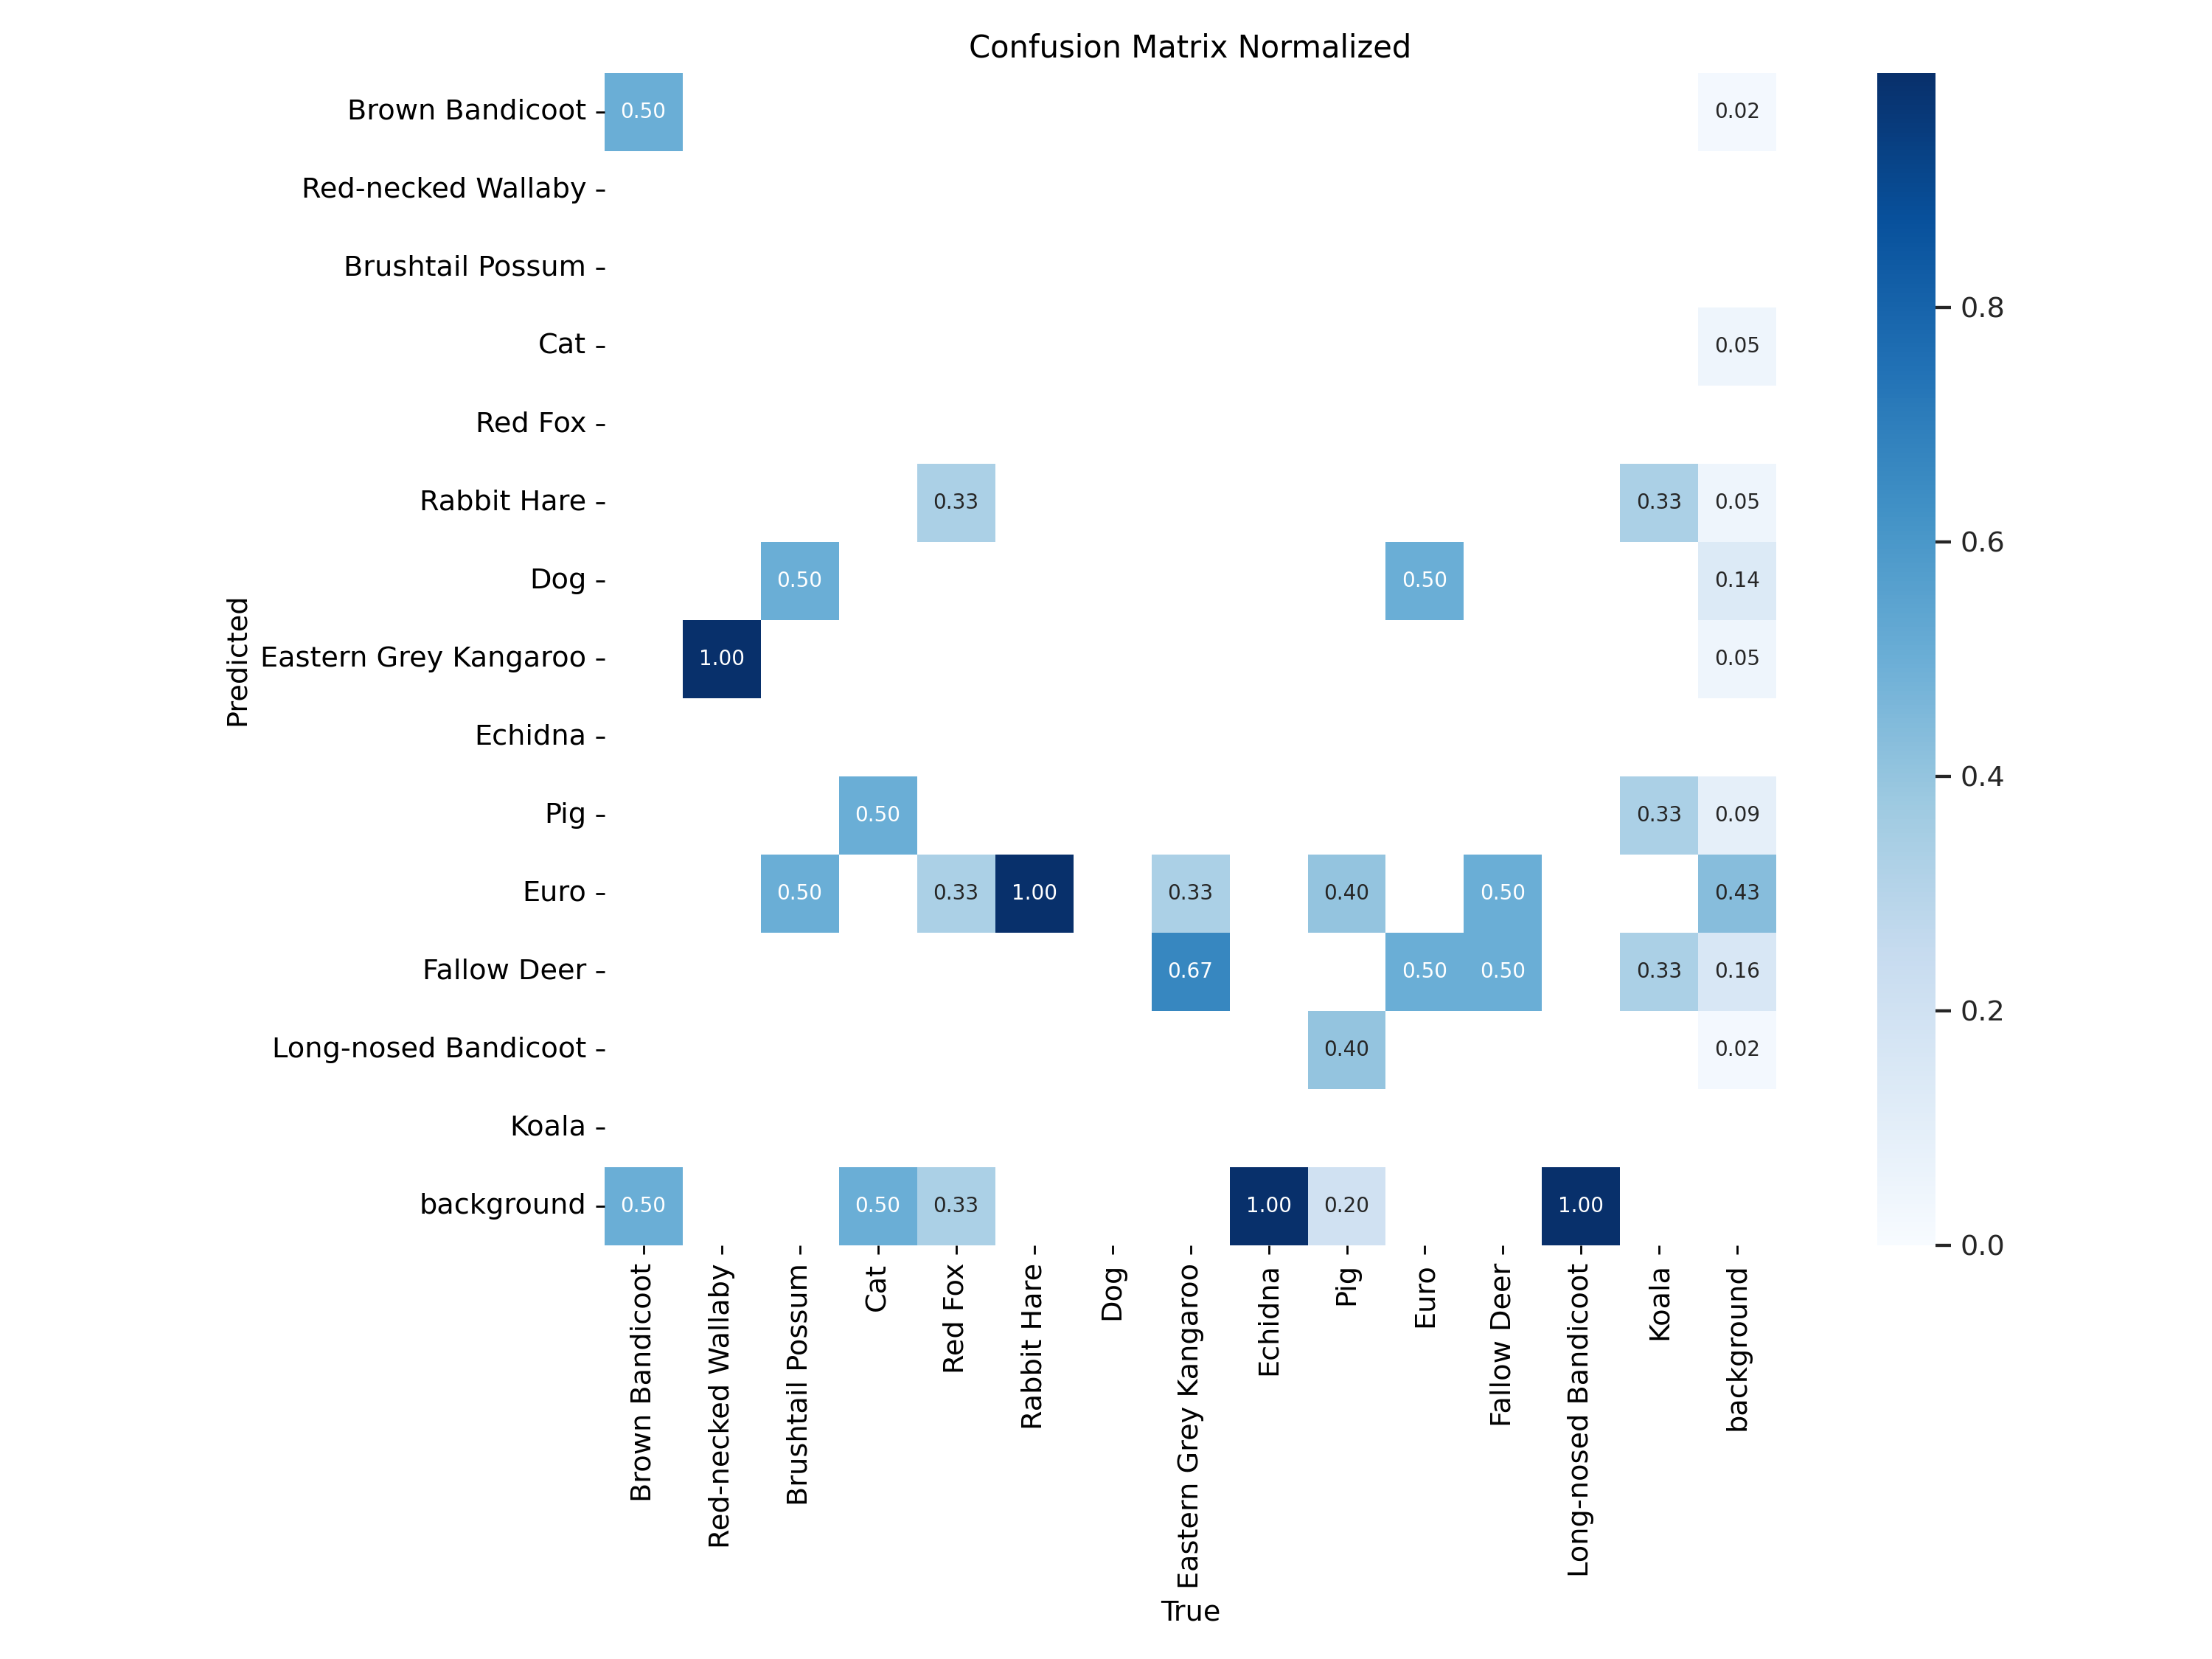 Confusion Matrix Normalized
Brown Bandicoot 0.50 0.02
Red-necked Wallaby
Brushtail Possum
Cat 0.05
0.8
Red Fox
Rabbit Hare 0.33 0.33 0.05
0.6
Dog 0.50 0.50 0.14
Predicted
Eastern Grey Kangaroo 1.00 0.05
Echidna
0.4
Pig 0.50 0.33 0.09
Euro 0.50 0.33 1.00 0.33 0.40 0.50 0.43
Fallow Deer 0.67 0.50 0.50 0.33 0.16
0.2
Long-nosed Bandicoot 0.40 0.02
Koala
background 0.50 0.50 0.33 1.00 0.20 1.00
0.0
Brown Bandicoot
Red-necked Wallaby
Brushtail Possum
Cat
Red Fox
Rabbit Hare
Dog
Eastern Grey Kangaroo
Echidna
Pig
Euro
Fallow Deer
Long-nosed Bandicoot
Koala
background
True